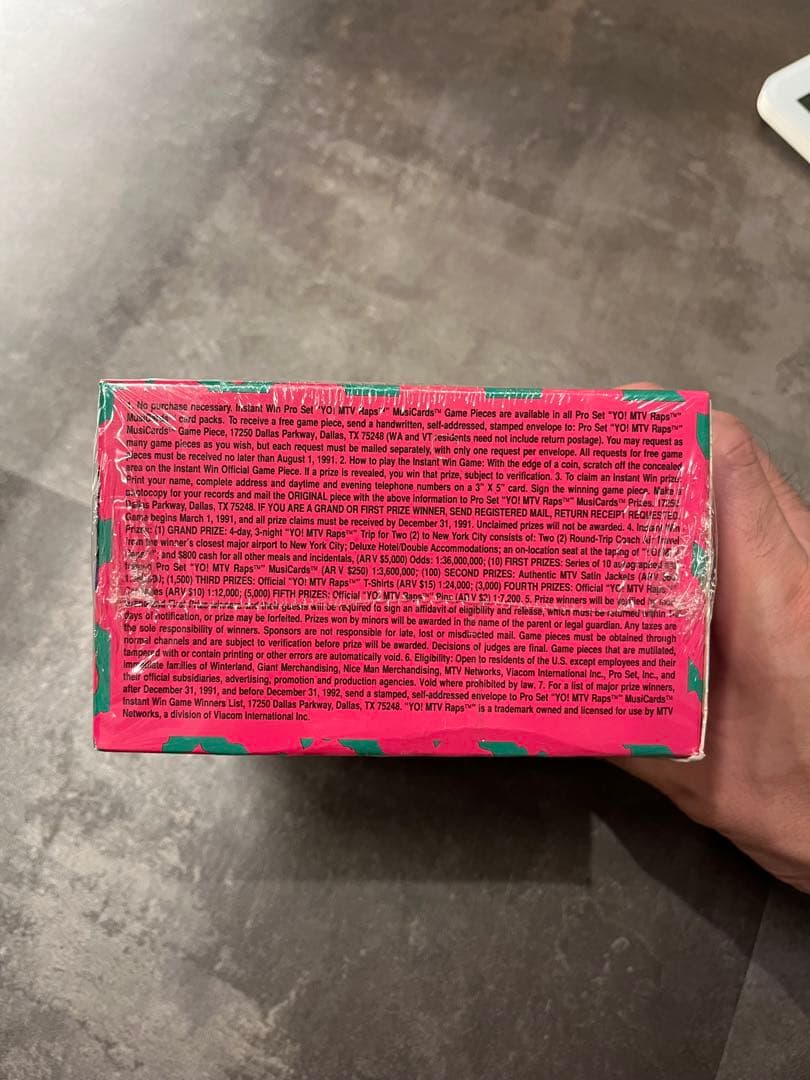 1. No purchase necessary. Instant Win Pro Set "YO! MTV Raps™" MusiCards™ Game Pieces are available in all Pro Set "YO! MTV Raps™"
MusiCards™ card packs. To receive a free game piece, send a handwritten, self-addressed, stamped envelope to: Pro Set "YO! MTV Raps™"
MusiCards™ Game Piece, 17250 Dallas Parkway, Dallas, TX 75248 (WA and VT residents need not include return postage). You may request as
many game pieces as you wish, but each request must be mailed separately, with only one request per envelope. All requests for free game
pieces must be received no later than August 1, 1991. 2. How to play the Instant Win Game: With the edge of a coin, scratch off the concealed
area on the Instant Win Official Game Piece. If a prize is revealed, you win that prize, subject to verification. 3. To claim an instant Win prize:
Print your name, complete address and daytime and evening telephone numbers on a 3" X 5" card. Sign the winning game piece. Make a
photocopy for your records and mail the ORIGINAL piece with the above information to Pro Set "YO! MTV Raps™" MusiCards™ Prizes, 17250
Dallas Parkway, Dallas, TX 75248. IF YOU ARE A GRAND OR FIRST PRIZE WINNER, SEND REGISTERED MAIL, RETURN RECEIPT REQUESTED.
Game begins March 1, 1991, and all prize claims must be received by December 31, 1991. Unclaimed prizes will not be awarded. 4. Instant Win
Prizes: (1) GRAND PRIZE: 4-day, 3-night "YO! MTV Raps™" Trip for Two (2) to New York City consists of: Two (2) Round-Trip Coach Air travel
from the winner's closest major airport to New York City; Deluxe Hotel/Double Accommodations; an on-location seat at the taping of "YO! MTV
Raps™"; and $800 cash for all other meals and incidentals, (ARV $5,000) Odds: 1:36,000,000; (10) FIRST PRIZES: Series of 10 autographed
Pro Set "YO! MTV Raps™" MusiCards™ (ARV $250) 1:3,600,000; (100) SECOND PRIZES: Authentic MTV Satin Jackets (ARV
(1,500) THIRD PRIZES: Official "YO! MTV Raps™" T-Shirts (ARV $15) 1:24,000; (3,000) FOURTH PRIZES: Official "YO! MTV Raps™
(ARV $10) 1:12,000; (5,000) FIFTH PRIZES: Official "YO! MTV Raps™" Pins (ARV $2) 1:7,200. 5. Prize winners will be
winners and their guests will be required to sign an affidavit of eligibility and release, which must be returned within
days of notification, or prize may be forfeited. Prizes won by minors will be awarded in the name of the parent or legal guardian. Any taxes are
the sole responsibility of winners. Sponsors are not responsible for late, lost or misdirected mail. Game pieces must be obtained through
normal channels and are subject to verification before prize will be awarded. Decisions of judges are final. Game pieces that are mutilated,
tampered with or contain printing or other errors are automatically void. 6. Eligibility: Open to residents of the U.S. except employees and their
immediate families of Winterland, Giant Merchandising, Nice Man Merchandising, MTV Networks, Viacom International Inc., Pro Set, Inc., and
their official subsidiaries, advertising, promotion and production agencies. Void where prohibited by law. 7. For a list of major prize winners,
after December 31, 1991, and before December 31, 1992, send a stamped, self-addressed envelope to Pro Set "YO! MTV Raps™" MusiCards™
Instant Win Game Winners List, 17250 Dallas Parkway, Dallas, TX 75248. "YO! MTV Raps™" is a trademark owned and licensed for use by MTV
Networks, a division of Viacom International Inc.